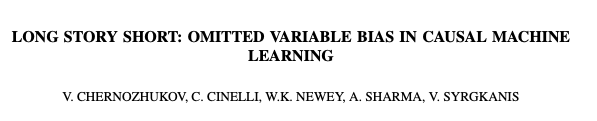 LONG STORY SHORT: OMITTED VARIABLE BIAS IN CAUSAL MACHINE
LEARNING
V. CHERNOZHUKOV, C. CINELLI, W.K. NEWEY, A. SHARMA, V. SYRGKANIS